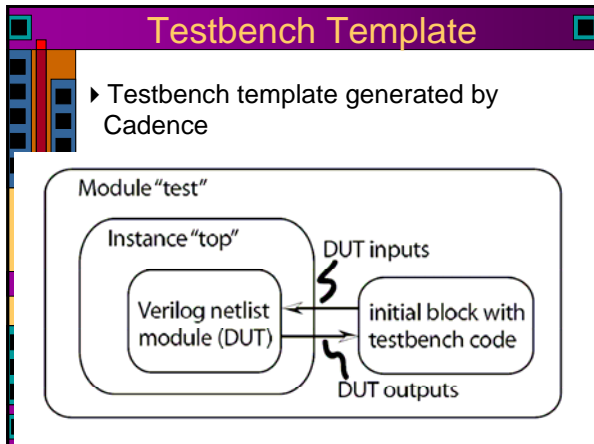 Testbench Template
Testbench template generated by
Cadence
Module "test"
Instance "top"
DUT inputs
Verilog netlist
module (DUT)
initial block with
testbench code
DUT outputs